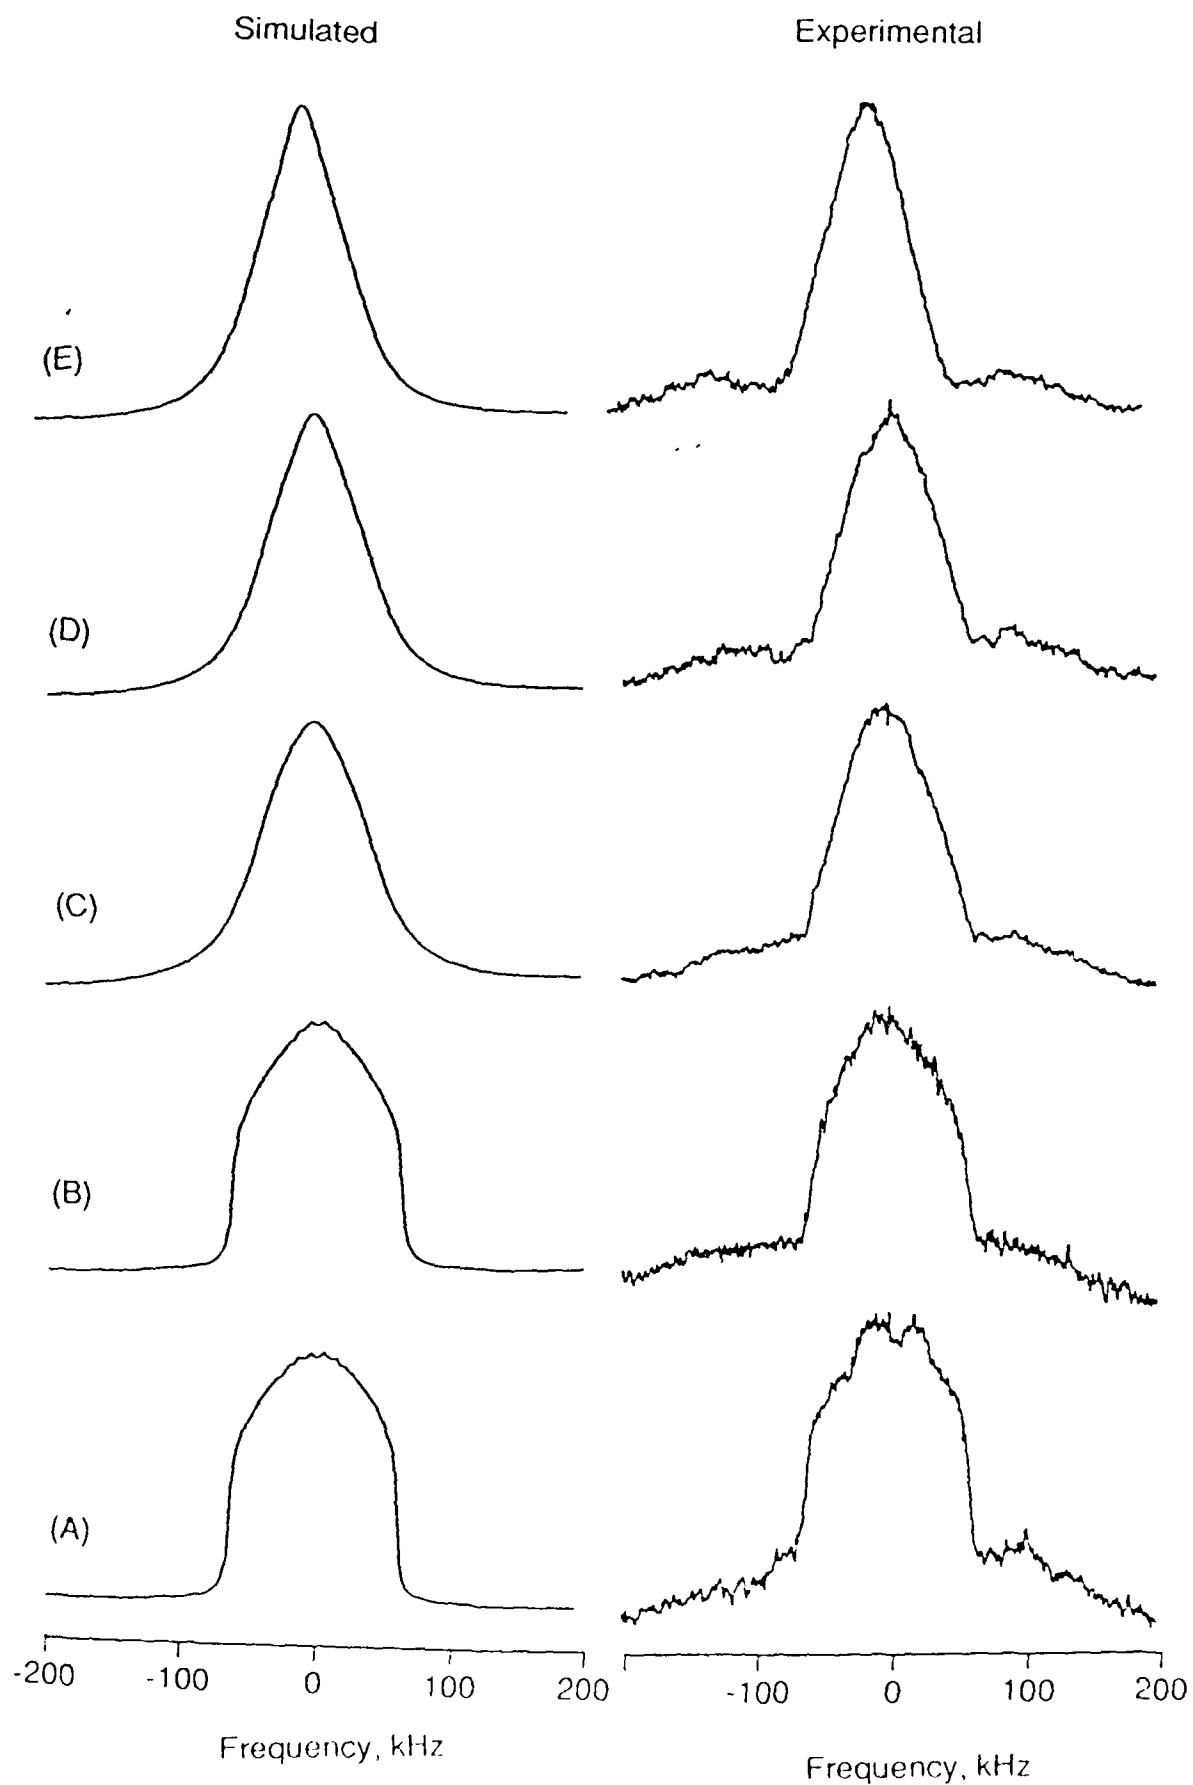 Simulated
Experimental
(E)
(D)
(C)
(B)
(A)
-200 -100 0 100 200
-100 0 100 200
Frequency, kHz
Frequency, kHz